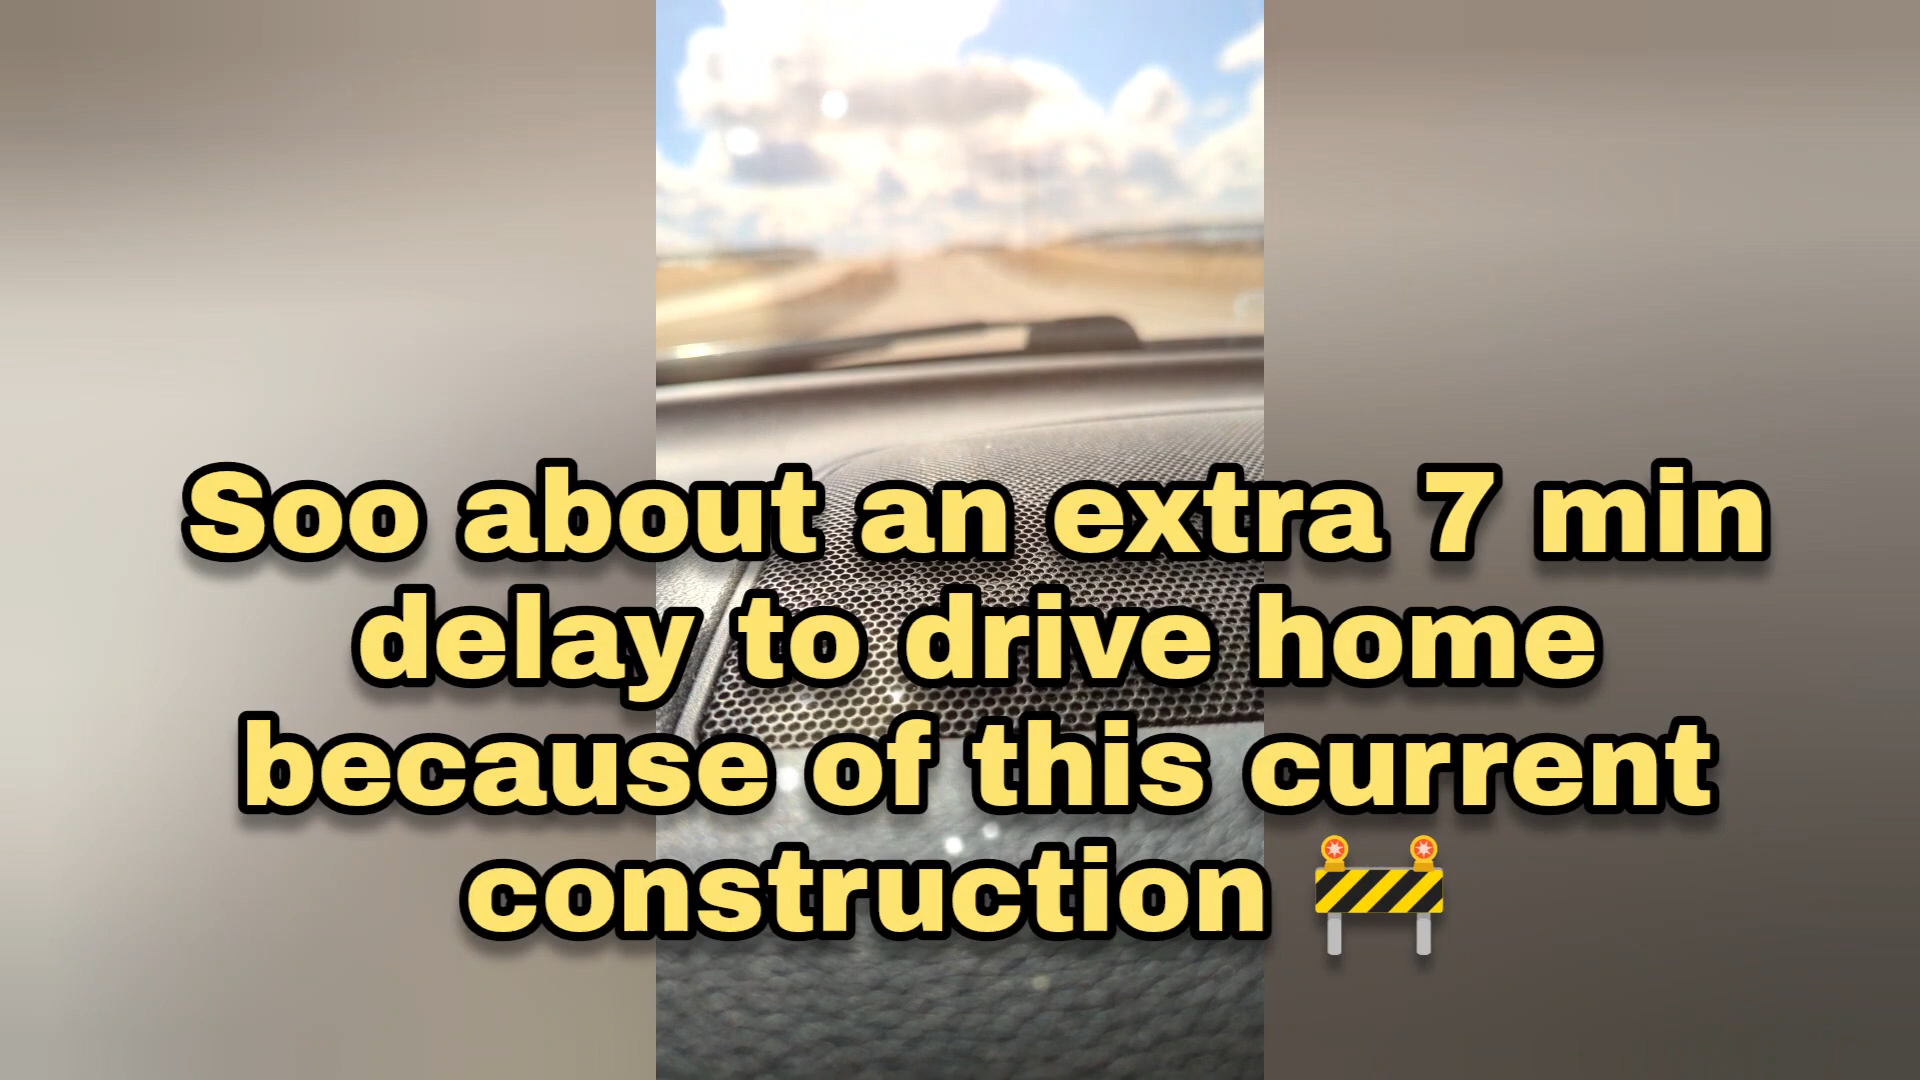 Soo about an extra 7 min
delay to drive home
because of this current
construction 🚧